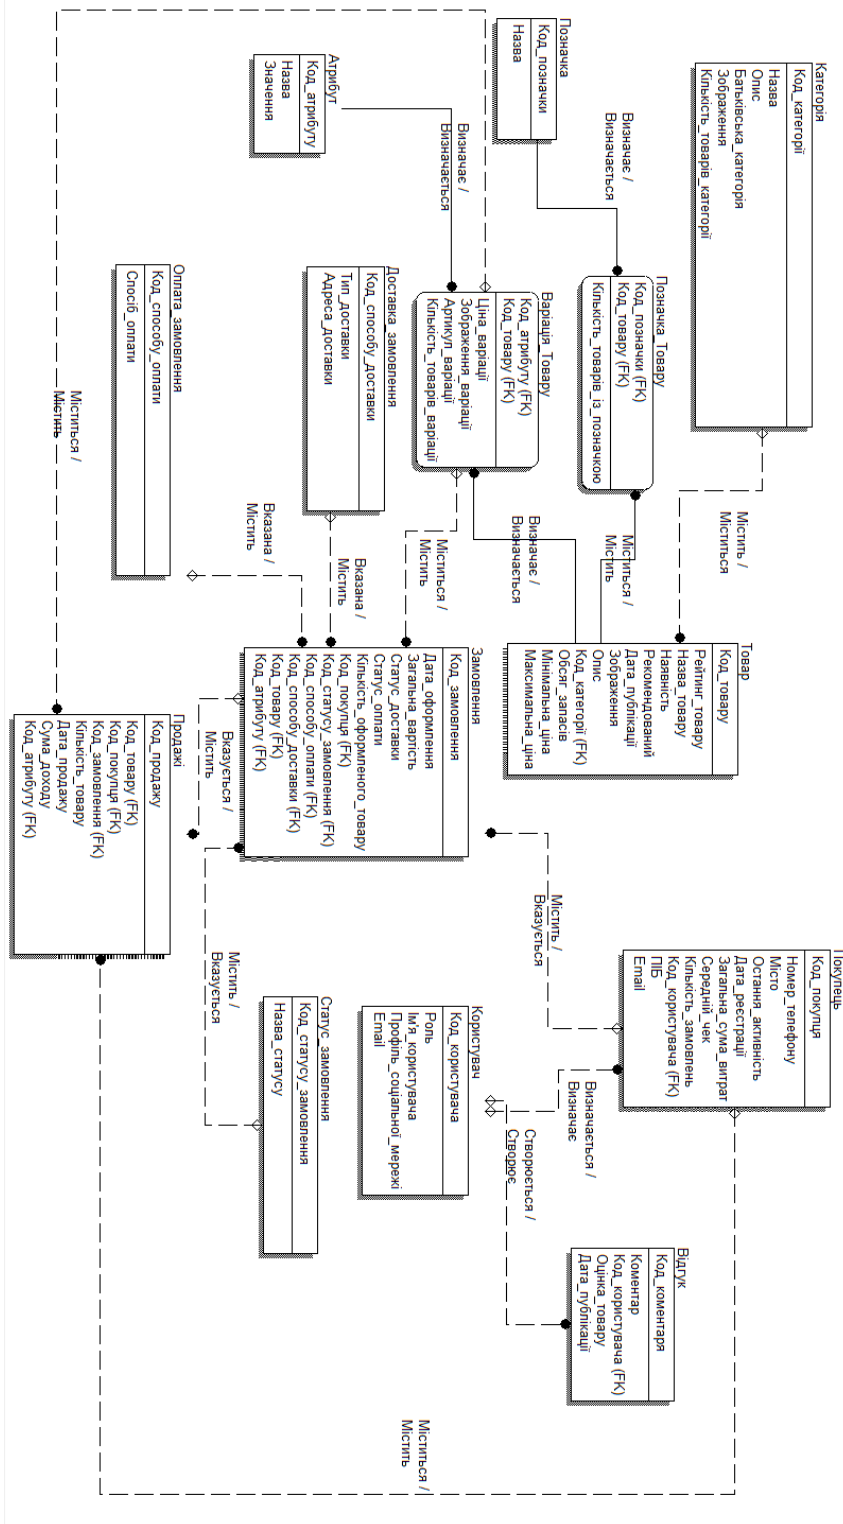 Категорія
Код_категорії
Назва
Опис
Батьківська_категорія
Зображення
Кількість_товарів_категорії
Позначка
Код_позначки
Назва
Атрибут
Код_атрибуту
Назва
Значення
Визначає /
Визначається
Визначає /
Визначається
Позначка_Товару
Код_позначки (FK)
Код_товару (FK)
Кількість_товарів_із_позначкою
Варіація_Товару
Код_атрибуту (FK)
Код_товару (FK)
Ціна_варіації
Зображення_варіації
Артикул_варіації
Кількість_товарів_варіації
Доставка_замовлення
Код_способу_доставки
Тип_доставки
Адреса_доставки
Оплата_замовлення
Код_способу_оплати
Спосіб_оплати
Міститься /
Містить
Містить /
Міститься
Міститься /
Містить
Визначає /
Визначається
Міститься /
Містить
Вказана /
Містить
Вказана /
Містить
Товар
Код_товару
Рейтинг_товару
Назва_товару
Наявність
Рекомендований
Дата_публікації
Зображення
Опис
Код_категорії (FK)
Обсяг_запасів
Мінімальна_ціна
Максимальна_ціна
Замовлення
Код_замовлення
Дата_оформлення
Загальна_вартість
Статус_доставки
Статус_оплати
Кількість_оформленого_товару
Код_покупця (FK)
Код_статусу_замовлення (FK)
Код_способу_оплати (FK)
Код_способу_доставки (FK)
Код_товару (FK)
Код_атрибуту (FK)
Продажі
Код_продажу
Код_товару (FK)
Код_покупця (FK)
Код_замовлення (FK)
Кількість_товару
Дата_продажу
Сума_доходу
Код_атрибуту (FK)
Вказується /
Містить
Містить /
Вказується
Містить /
Вказується
Покупець
Код_покупця
Номер_телефону
Місто
Остання_активність
Дата_реєстрації
Загальна_сума_витрат
Середній_чек
Кількість_замовлень
Код_користувача (FK)
ПІБ
Email
Користувач
Код_користувача
Роль
Ім'я_користувача
Профіль_соціальної_мережі
Email
Статус_замовлення
Код_статусу_замовлення
Назва_статусу
Визначається /
Визначає
Створюється /
Створює
Відгук
Код_коментаря
Коментар
Код_користувача (FK)
Оцінка_товару
Дата_публікації
Міститься /
Містить